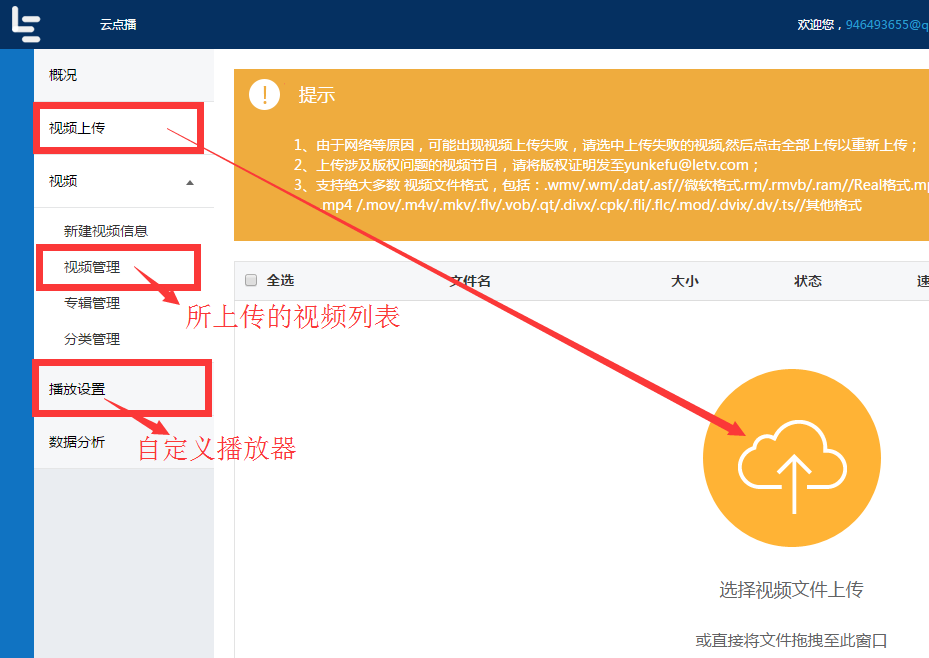 云点播
欢迎您，946493655@q
概况
视频上传
视频
新建视频信息
视频管理
专辑管理
分类管理
播放设置
数据分析
所上传的视频列表
自定义播放器
提示
1、由于网络等原因，可能出现视频上传失败，请选中上传失败的视频,然后点击全部上传以重新上传；
2、上传涉及版权问题的视频节目，请将版权证明发至yunkefu@letv.com；
3、支持绝大多数 视频文件格式，包括：.wmv/.wm/.dat/.asf//微软格式.rm/.rmvb/.ram//Real格式.mp
.mp4 /.mov/.m4v/.mkv/.flv/.vob/.qt/.divx/.cpk/.fli/.flc/.mod/.dvix/.dv/.ts//其他格式
全选 文件名 大小 状态 速
选择视频文件上传
或直接将文件拖拽至此窗口